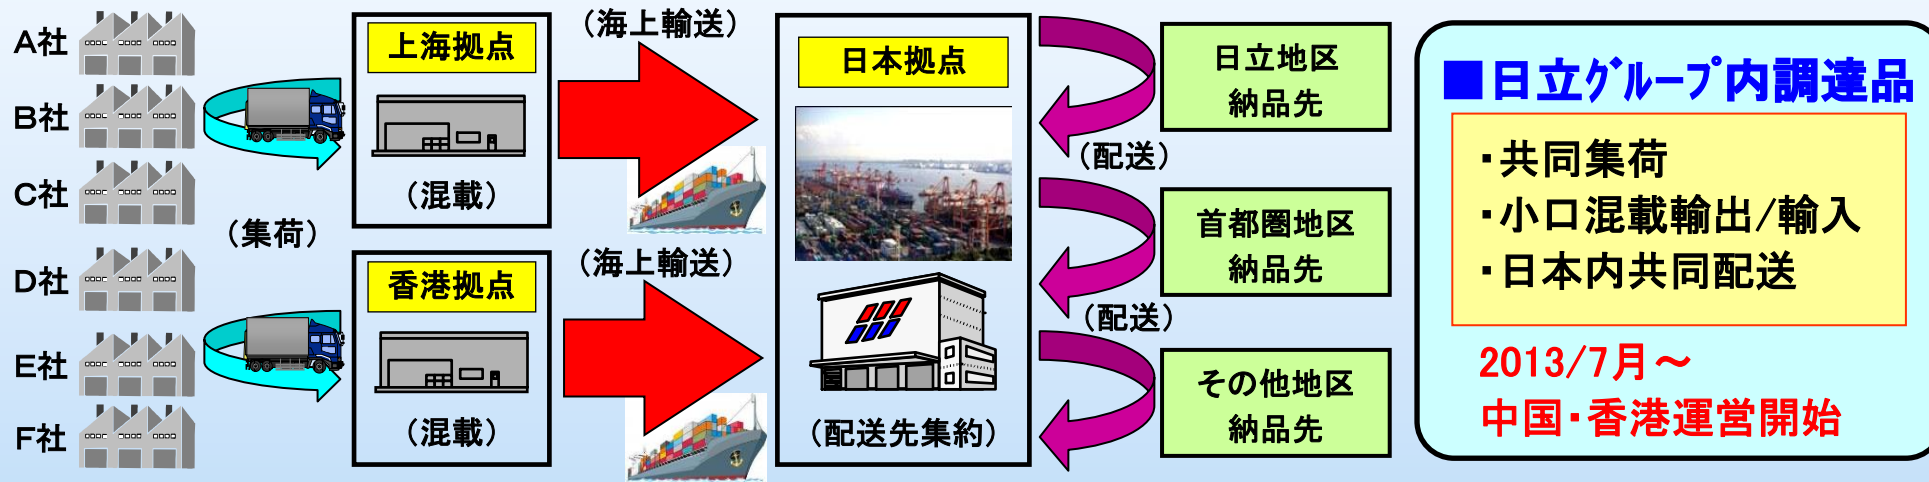 A社
B社
C社
D社
E社
F社
（集荷）
上海拠点
（混載）
香港拠点
（混載）
（海上輸送）
（海上輸送）
日本拠点
（配送先集約）
（配送）
（配送）
日立地区
納品先
首都圏地区
納品先
その他地区
納品先
■日立グループ内調達品
・共同集荷
・小口混載輸出/輸入
・日本内共同配送
2013/7月～
中国・香港運営開始